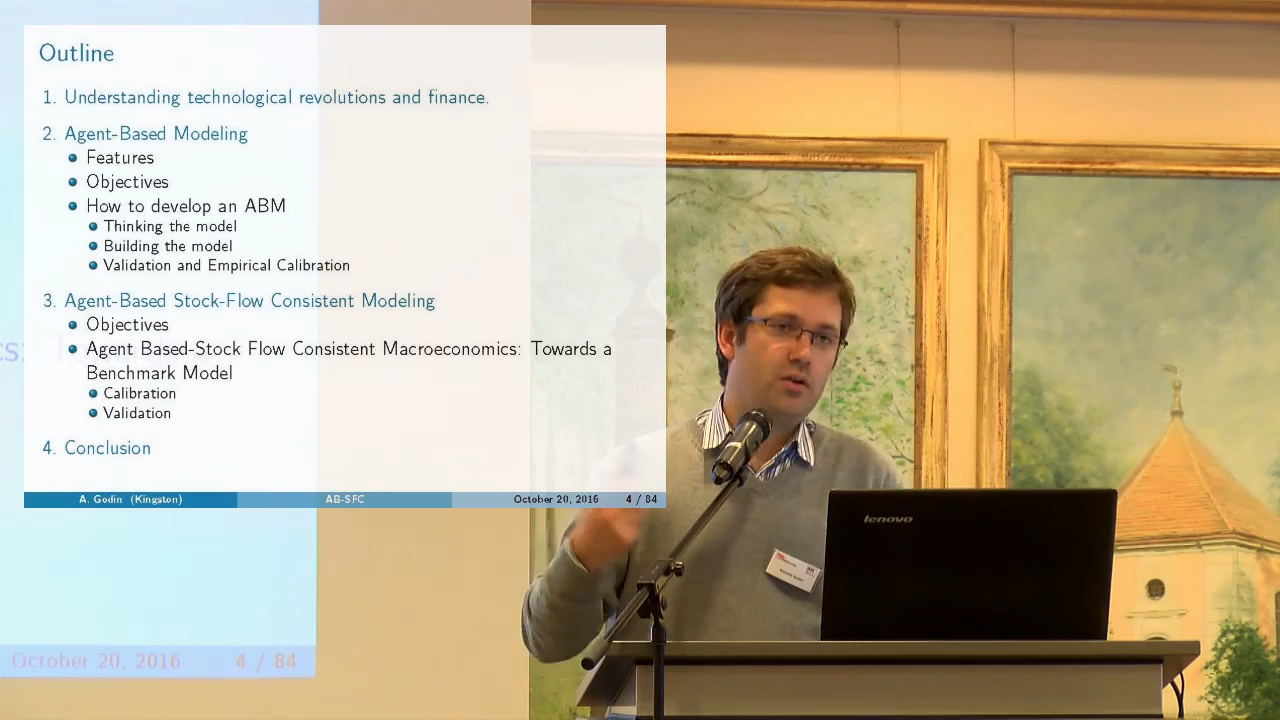 Outline
1. Understanding technological revolutions and finance.
2. Agent-Based Modeling
Features
Objectives
How to develop an ABM
Thinking the model
Building the model
Validation and Empirical Calibration
3. Agent-Based Stock-Flow Consistent Modeling
Objectives
Agent Based-Stock Flow Consistent Macroeconomics: Towards a
Benchmark Model
Calibration
Validation
4. Conclusion
A. Godin (Kingston) AB-SFC October 20, 2016 4 / 84
October 20, 2016 4 / 84
lenovo